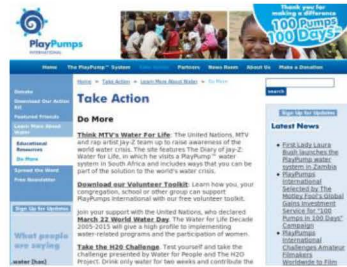 PlayPumps
INTERNATIONAL
Thank you for
making a difference
100 Pumps
100 Days
Home The PlayPump™ System Take Action Partners News Room About Us Make a Donation
Donate
Download Our Action
Kit
Featured Friends
Learn More About
Water
Educational
Resources
Do More
Spread the Word
Free Newsletter
Sign Up for Updates
What people
are saying
water [has]
Home > Take Action > Learn More About Water > Do More
Take Action
Do More
Think MTV's Water For Life: The United Nations, MTV
and rap artist Jay-Z team up to raise awareness of the
world water crisis. The site features The Diary of Jay-Z:
Water for Life, in which he visits a PlayPump™ water
system in South Africa and includes ways that you can
be part of the solution to the world's water crisis.
Download our Volunteer Toolkit: Learn how you, your
congregation, school or other group can support
PlayPumps International with our free volunteer toolkit.
Join your support with the United Nations, who declared
March 22 World Water Day. The Water for Life Decade
2005-2015 will give a high profile to implementing
water-related programs and the participation of women.
Take the H2O Challenge. Test yourself and take the
challenge presented by Water for People and The H2O
Project. Drink only water for two weeks and contribute the
search
Sign Up for Updates
Latest News
First Lady Laura
Bush launches the
PlayPump water
system in Zambia
PlayPumps
International
Selected by The
Motley Fool's Global
Gains Investment
Service for "100
Pumps in 100 Days"
Campaign
PlayPumps
International
Challenges Amateur
Filmmakers
Worldwide to Film